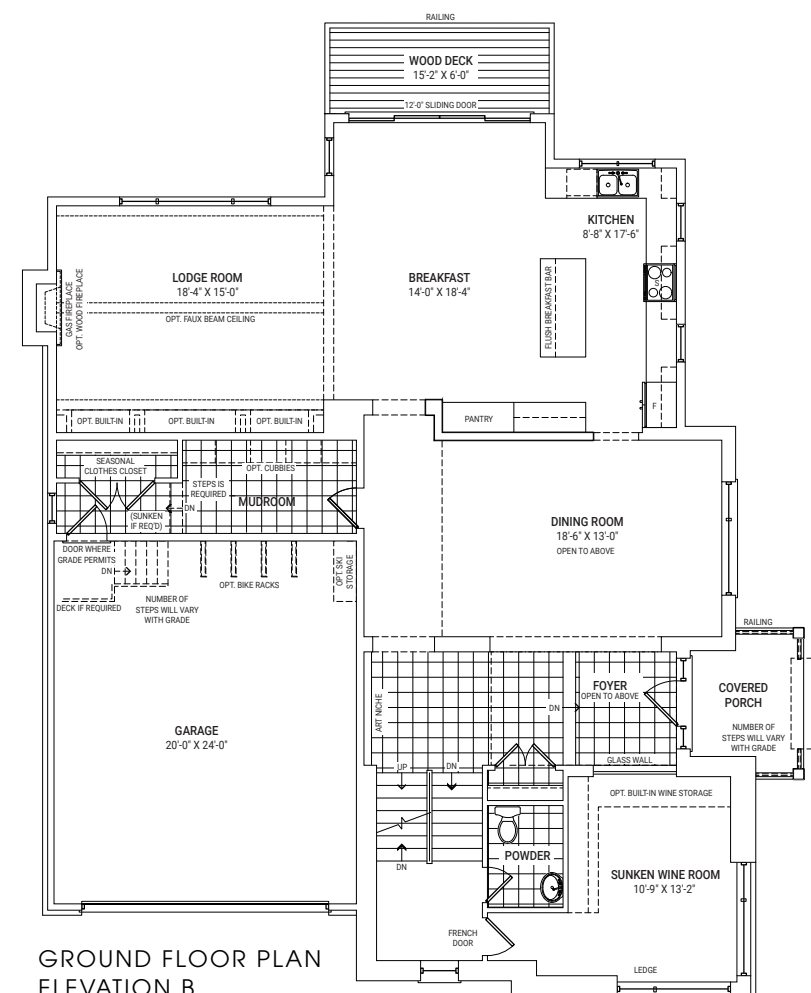 RAILING
WOOD DECK
15'-2" X 6'-0"
12'-0" SLIDING DOOR
KITCHEN
8'-8" X 17'-6"
LODGE ROOM
18'-4" X 15'-0"
OPT. FAUX BEAM CEILING
GAS FIREPLACE
OPT. WOOD FIREPLACE
BREAKFAST
14'-0" X 18'-4"
FLUSH BREAKFAST BAR
S
F
PANTRY
OPT. BUILT-IN
OPT. BUILT-IN
OPT. BUILT-IN
SEASONAL
CLOTHES CLOSET
OPT. CUBBIES
STEPS IS
REQUIRED
MUDROOM
DN
(SUNKEN
IF REQ'D)
DINING ROOM
18'-6" X 13'-0"
OPEN TO ABOVE
DOOR WHERE
GRADE PERMITS
DN
DECK IF REQUIRED
NUMBER OF
STEPS WILL VARY
WITH GRADE
OPT. BIKE RACKS
OPT. SKI
STORAGE
RAILING
COVERED
PORCH
NUMBER OF
STEPS WILL VARY
WITH GRADE
FOYER
OPEN TO ABOVE
DN
ART NICHE
GLASS WALL
GARAGE
20'-0" X 24'-0"
UP
DN
DN
OPT. BUILT-IN WINE STORAGE
POWDER
SUNKEN WINE ROOM
10'-9" X 13'-2"
FRENCH
DOOR
LEDGE
GROUND FLOOR PLAN
ELEVATION B